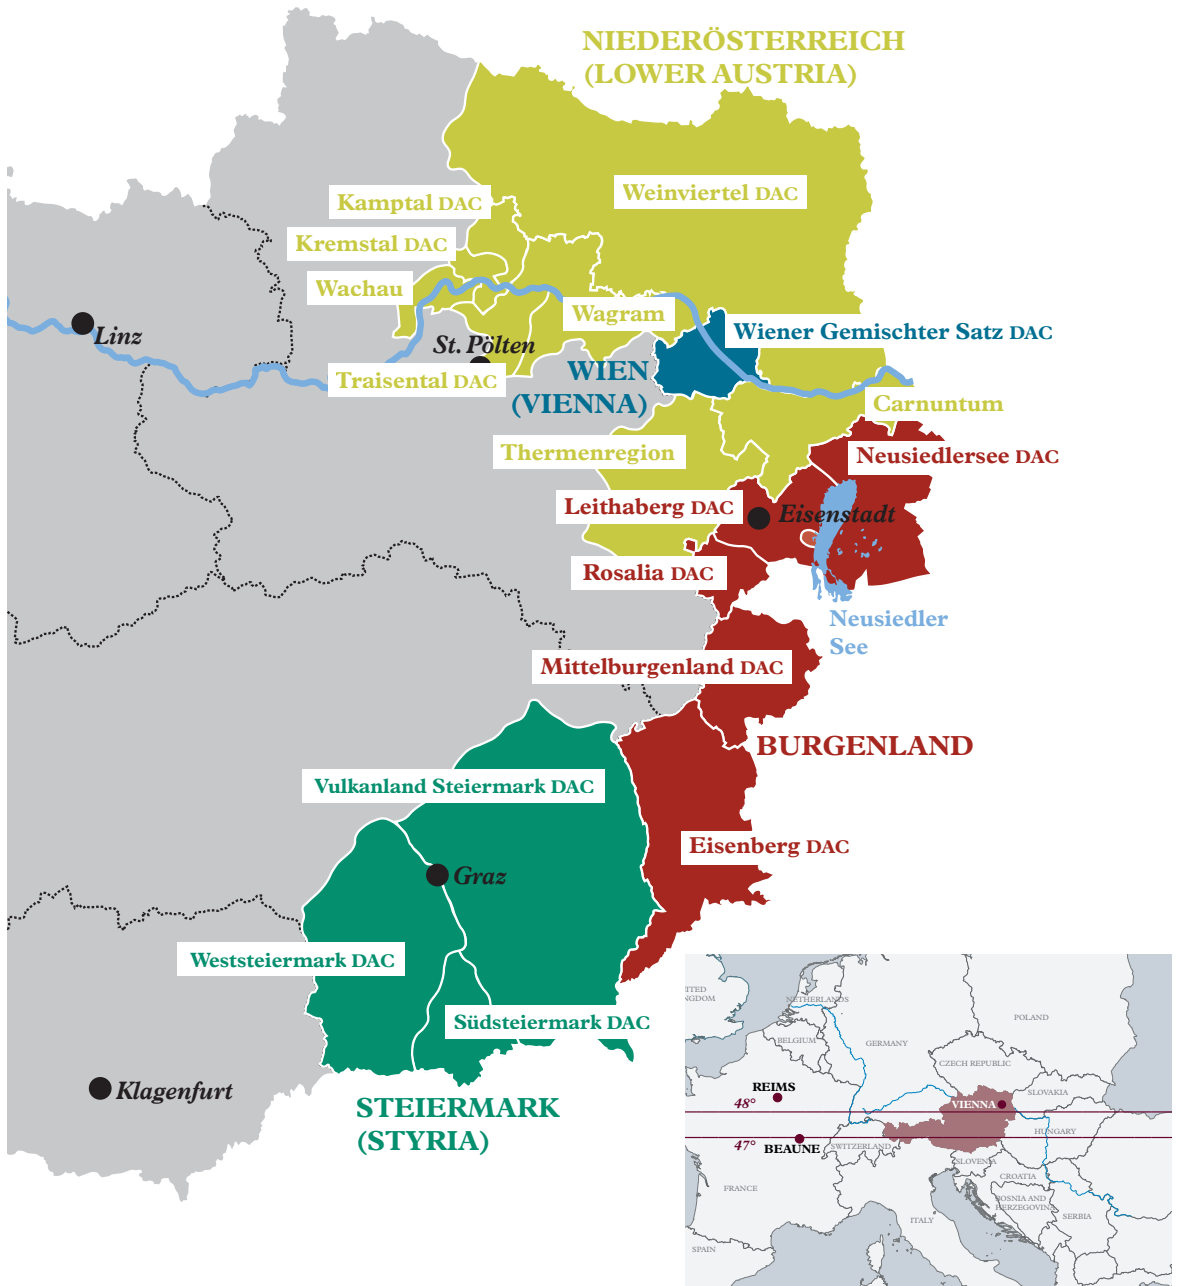 NIEDERÖSTERREICH
(LOWER AUSTRIA)
Weinviertel DAC
Kamptal DAC
Kremstal DAC
Wachau
Wagram
Linz
St. Pölten
Wiener Gemischter Satz DAC
Traisental DAC
WIEN
(VIENNA)
Carnuntum
Thermenregion
Neusiedlersee DAC
Leithaberg DAC
Eisenstadt
Rosalia DAC
Neusiedler
See
Mittelburgenland DAC
BURGENLAND
Vulkanland Steiermark DAC
Eisenberg DAC
Graz
Weststeiermark DAC
Südsteiermark DAC
Klagenfurt
STEIERMARK
(STYRIA)
ITED
NGDOM
NETHERLANDS
POLAND
BELGIUM
GERMANY
CZECH REPUBLIC
REIMS
SLOVAKIA
48°
VIENNA
HUNGARY
47°
BEAUNE
SWITZERLAND
SLOVENIA
CROATIA
FRANCE
BOSNIA AND
HERZEGOVINA
SERBIA
ITALY
SPAIN